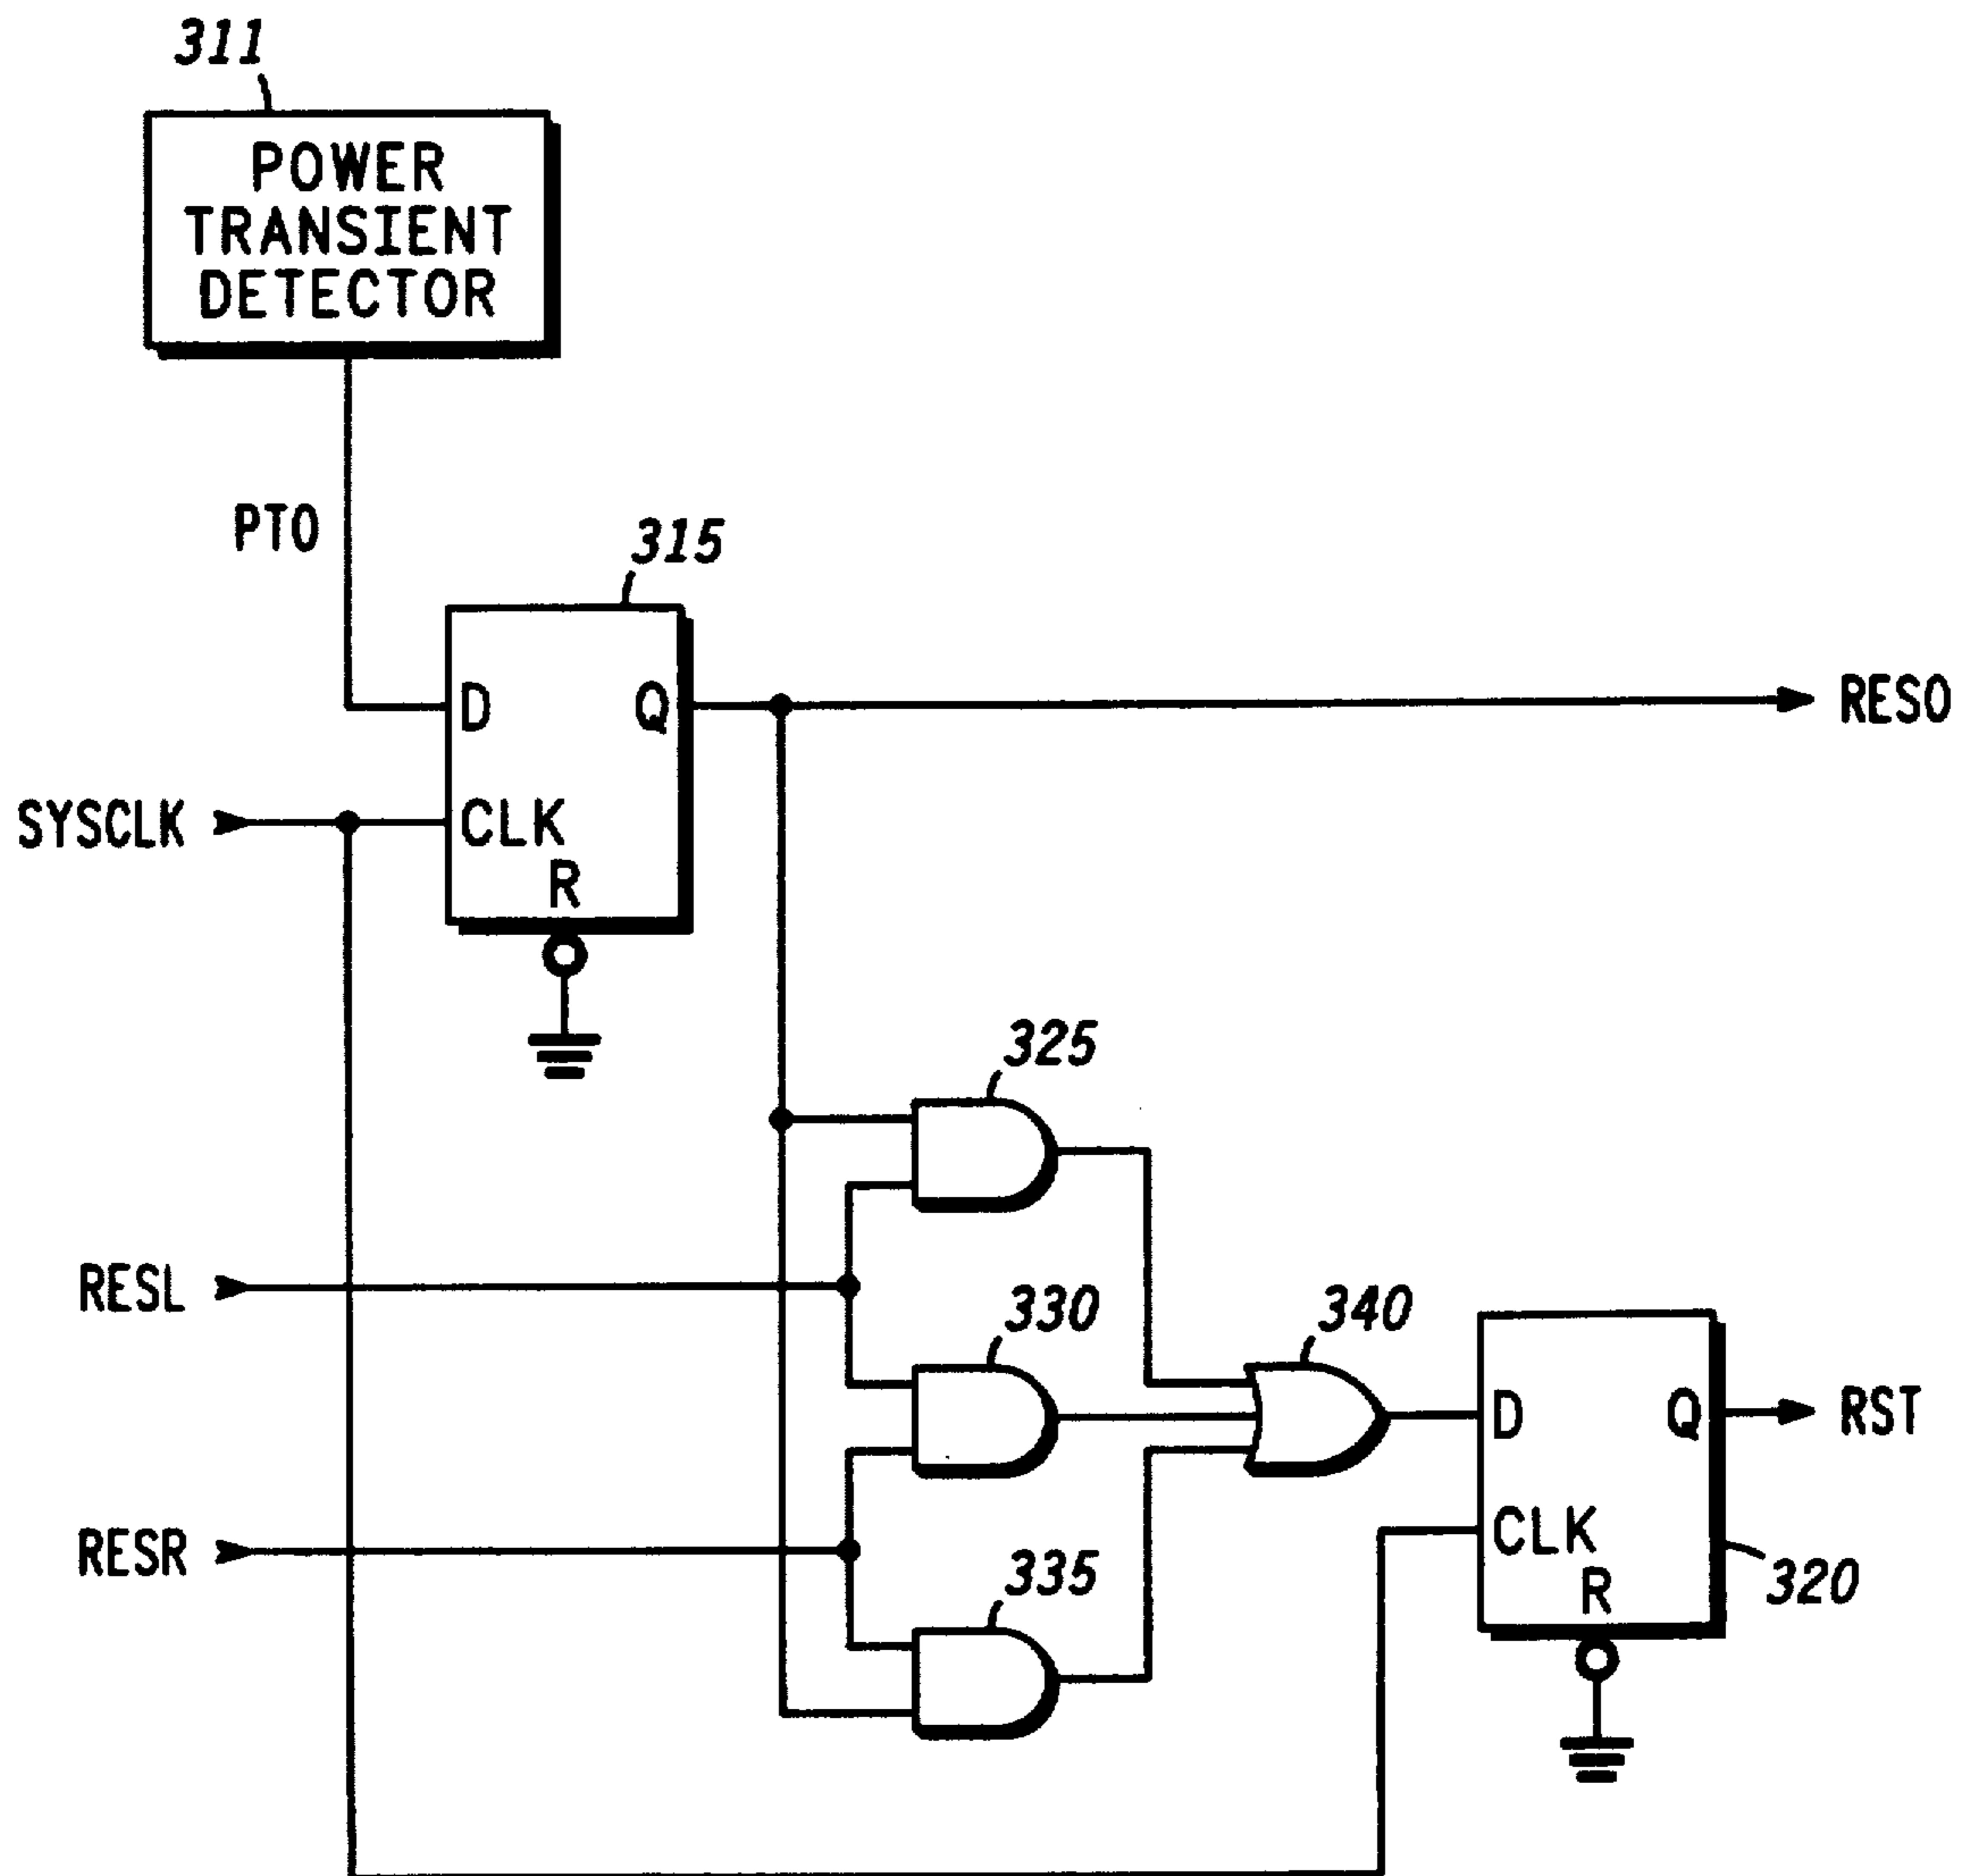 311
POWER
TRANSIENT
DETECTOR
PTO
315
D
Q
RESO
SYSCLK
CLK
R
325
RESL
330
340
D
Q
RST
RESR
CLK
335
R
320